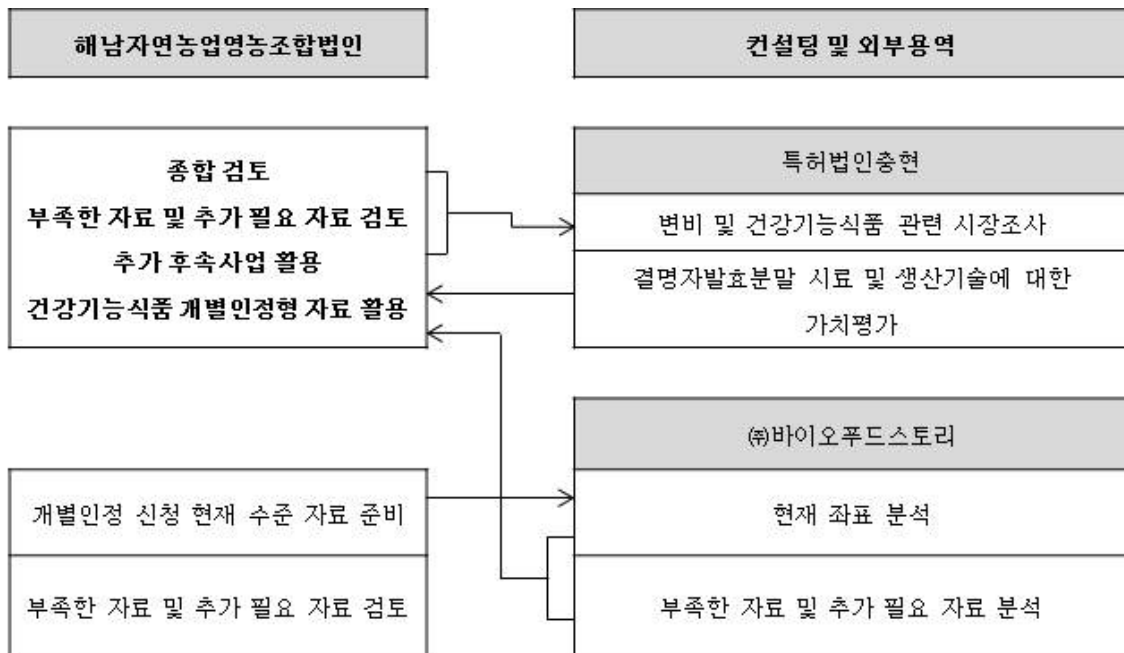 해남자연농업영농조합법인
컨설팅 및 외부용역
종합 검토
부족한 자료 및 추가 필요 자료 검토
추가 후속사업 활용
건강기능식품 개별인정형 자료 활용
특허법인충현
변비 및 건강기능식품 관련 시장조사
결명자발효분말 시료 및 생산기술에 대한
가치평가
㈜바이오푸드스토리
개별인정 신청 현재 수준 자료 준비
현재 좌표 분석
부족한 자료 및 추가 필요 자료 검토
부족한 자료 및 추가 필요 자료 분석